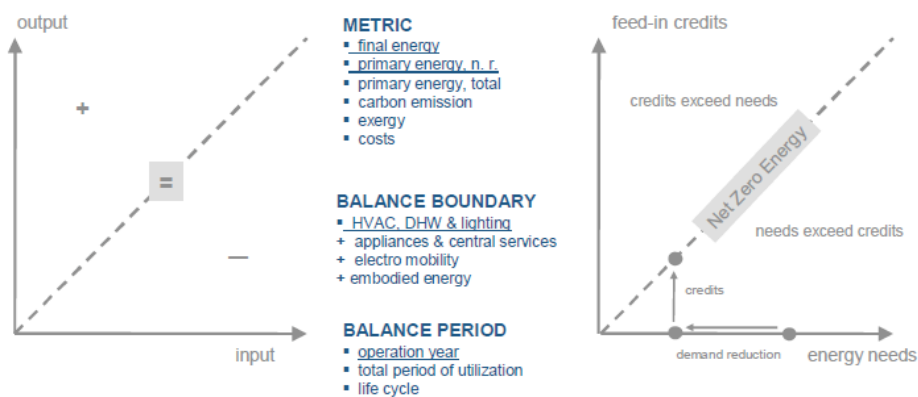 output
+
=
—
input
METRIC
▪ final energy
▪ primary energy, n. r.
▪ primary energy, total
▪ carbon emission
▪ exergy
▪ costs
BALANCE BOUNDARY
▪ HVAC, DHW & lighting
+ appliances & central services
+ electro mobility
+ embodied energy
BALANCE PERIOD
▪ operation year
▪ total period of utilization
▪ life cycle
feed-in credits
credits exceed needs
Net Zero Energy
needs exceed credits
credits
demand reduction
energy needs